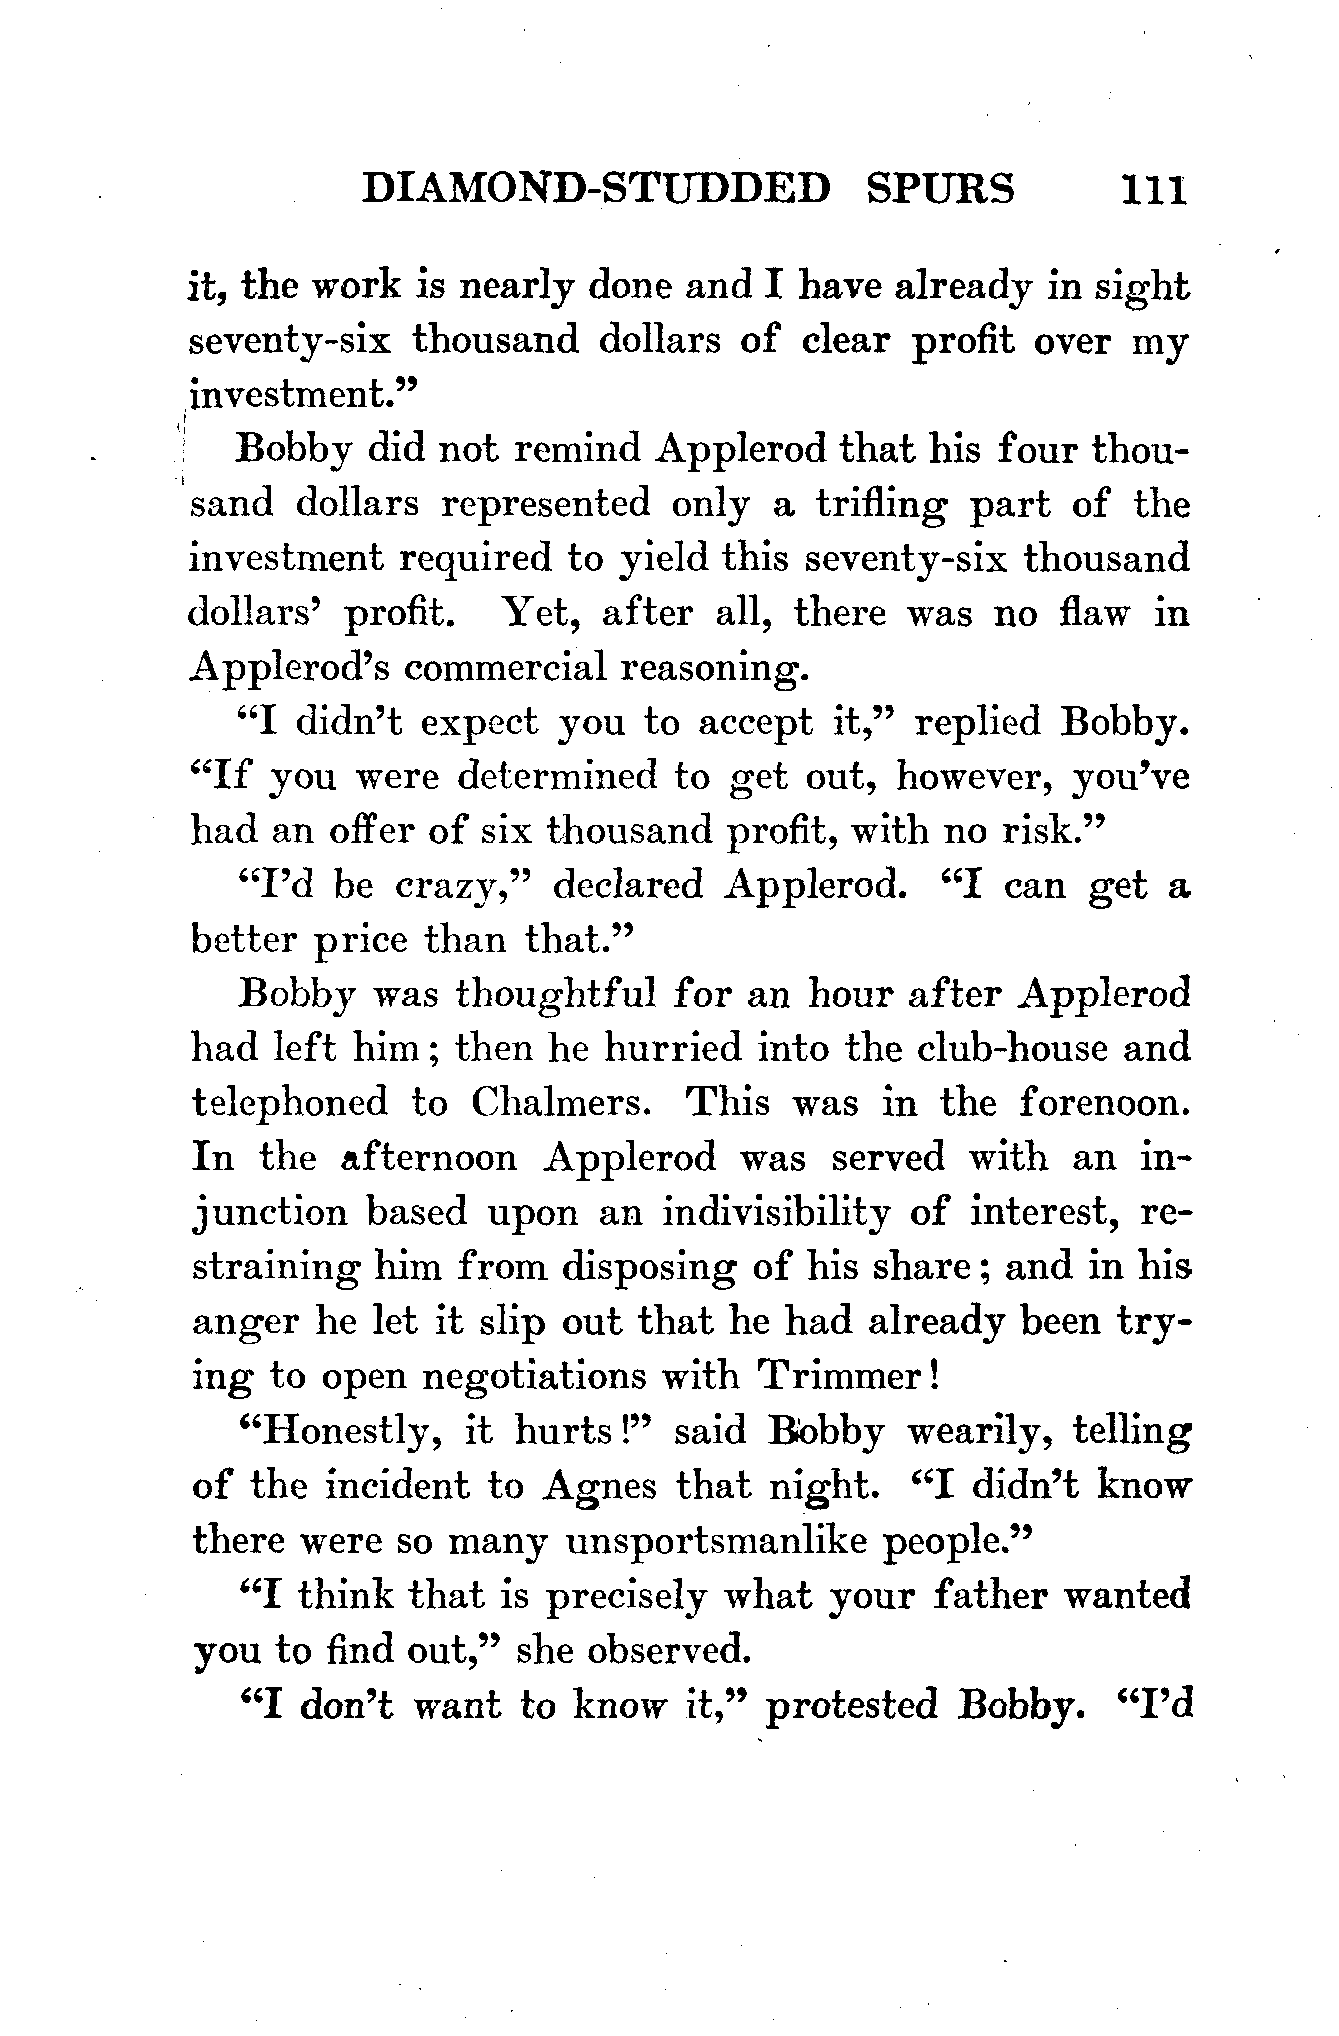 DIAMOND-STUDDED SPURS 111
it, the work is nearly done and I have already in sight
seventy-six thousand dollars of clear profit over my
investment.”
Bobby did not remind Applerod that his four thou-
sand dollars represented only a trifling part of the
investment required to yield this seventy-six thousand
dollars’ profit. Yet, after all, there was no flaw in
Applerod’s commercial reasoning.
“I didn’t expect you to accept it,” replied Bobby.
“If you were determined to get out, however, you’ve
had an offer of six thousand profit, with no risk.”
“I’d be crazy,” declared Applerod. “I can get a
better price than that.”
Bobby was thoughtful for an hour after Applerod
had left him; then he hurried into the club-house and
telephoned to Chalmers. This was in the forenoon.
In the afternoon Applerod was served with an in-
junction based upon an indivisibility of interest, re-
straining him from disposing of his share; and in his
anger he let it slip out that he had already been try-
ing to open negotiations with Trimmer!
“Honestly, it hurts!” said Bobby wearily, telling
of the incident to Agnes that night. “I didn’t know
there were so many unsportsmanlike people.”
“I think that is precisely what your father wanted
you to find out,” she observed.
“I don’t want to know it,” protested Bobby. “I’d